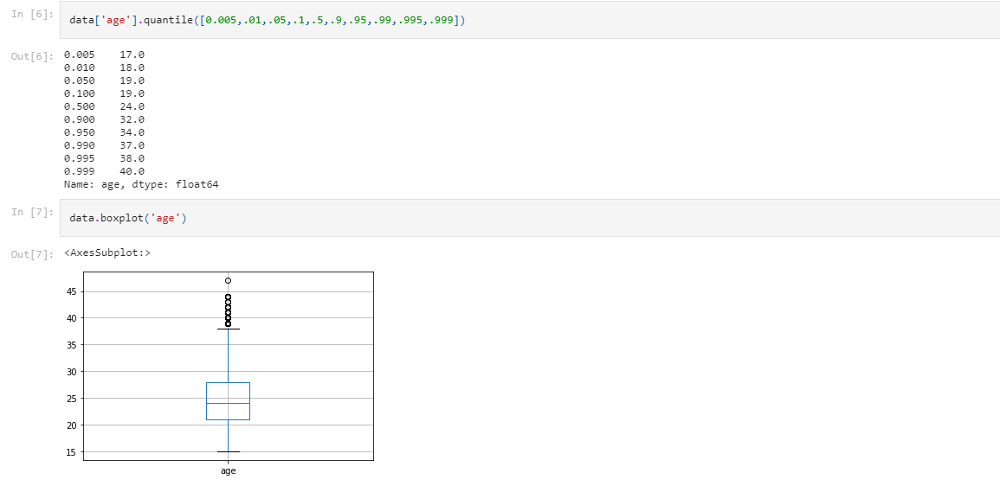 In [6]: data['age'].quantile([0.005,.01,.05,.1,.5,.9,.95,.99,.995,.999])
Out[6]: 0.005    17.0
0.010    18.0
0.050    19.0
0.100    19.0
0.500    24.0
0.900    32.0
0.950    34.0
0.990    37.0
0.995    38.0
0.999    40.0
Name: age, dtype: float64
In [7]: data.boxplot('age')
Out[7]: <AxesSubplot:>
45
40
35
30
25
20
15
age